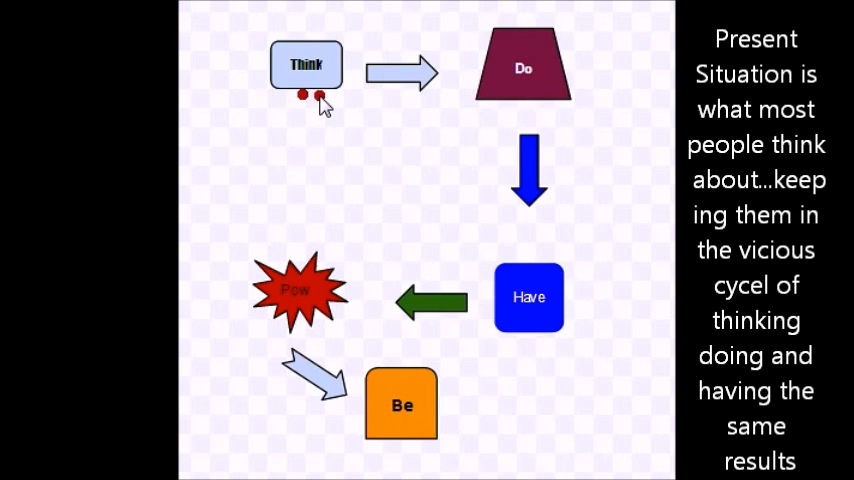 Think
Do
Have
Pow
Be
Present
Situation is
what most
people think
about...keep
ing them in
the vicious
cycel of
thinking
doing and
having the
same
results